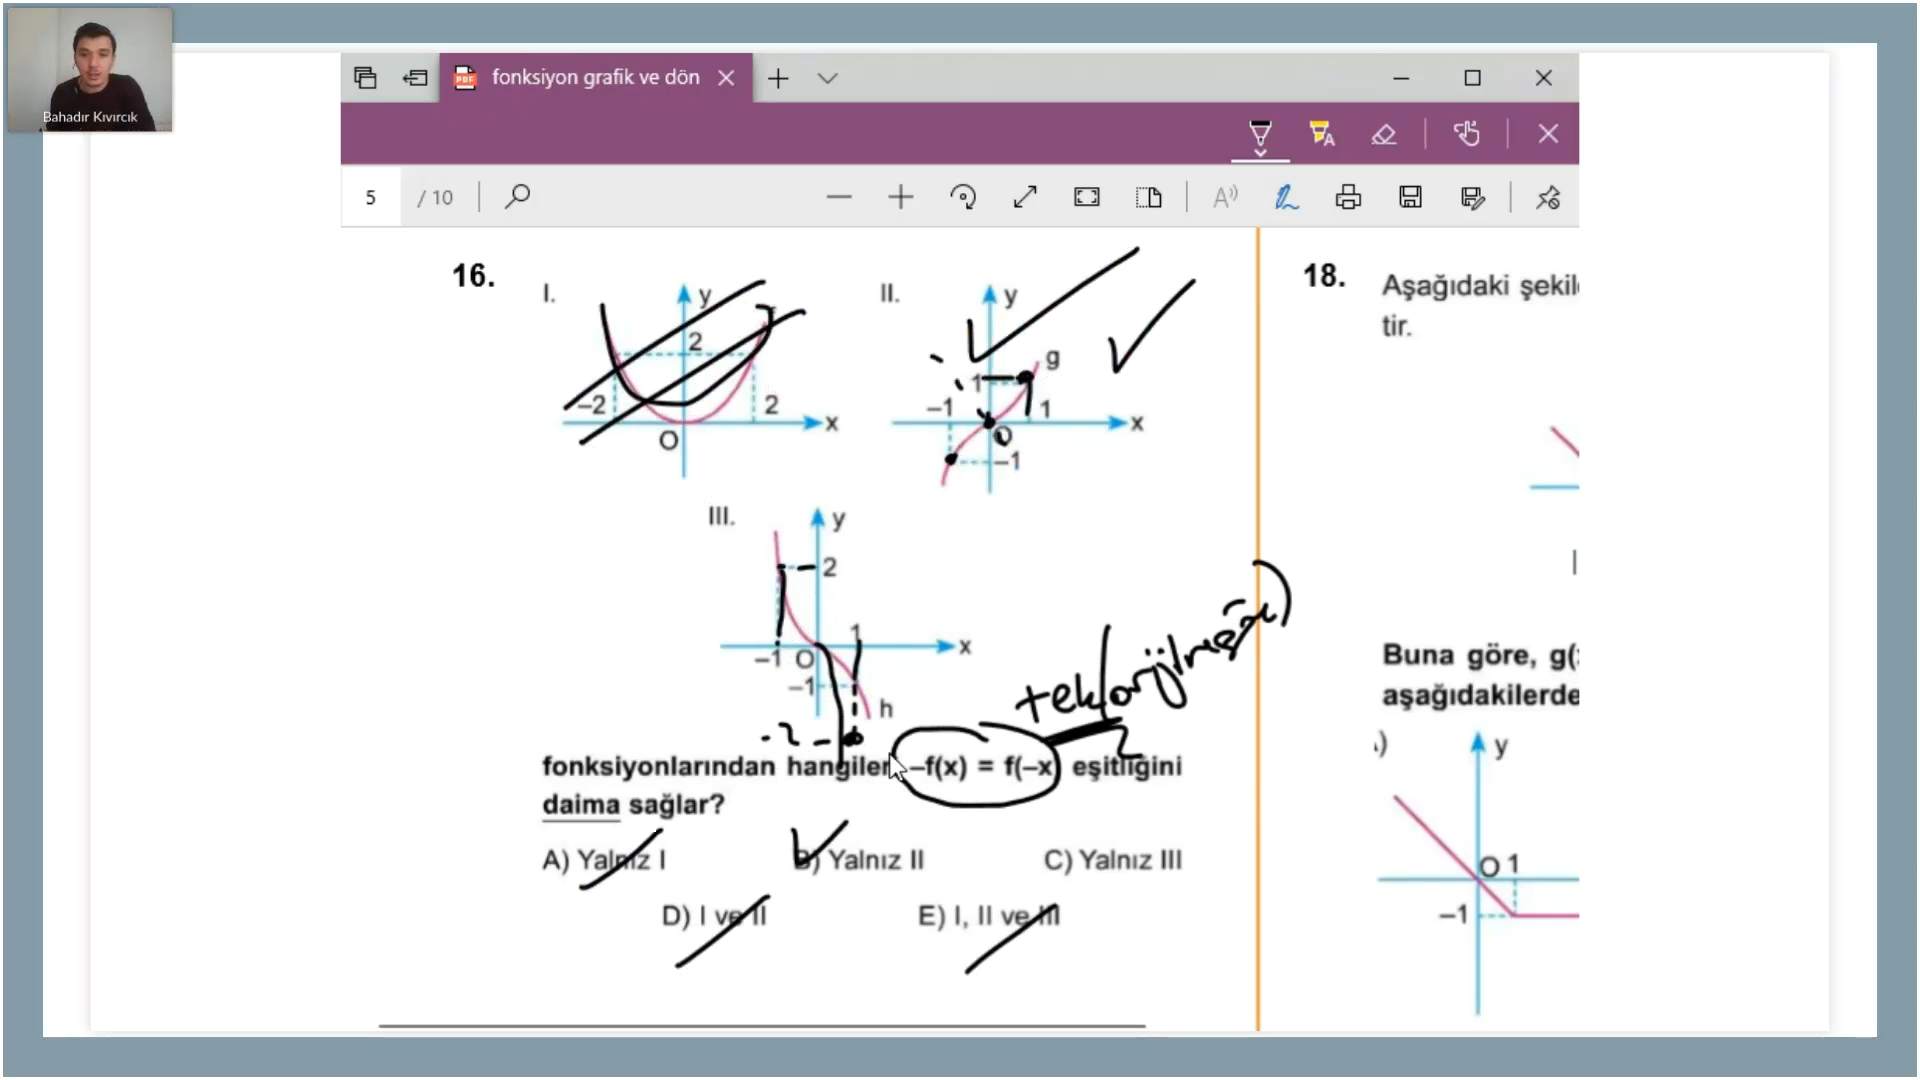 Bahadır Kıvırcık
fonksiyon grafik ve dön
5 / 10
16.
I.
y
2
-2
2
x
O
II.
y
g
1
-1
1
x
O
-1
III.
y
2
1
-1
O
x
-1
h
-2
fonksiyonlarından hangileri -f(x) = f(-x) eşitliğini
daima sağlar?
A) Yalnız I
B) Yalnız II
C) Yalnız III
D) I ve II
E) I, II ve III
18.
Aşağıdaki şekil
tir.
Buna göre, g(
aşağıdakilerde
)
y
O 1
-1